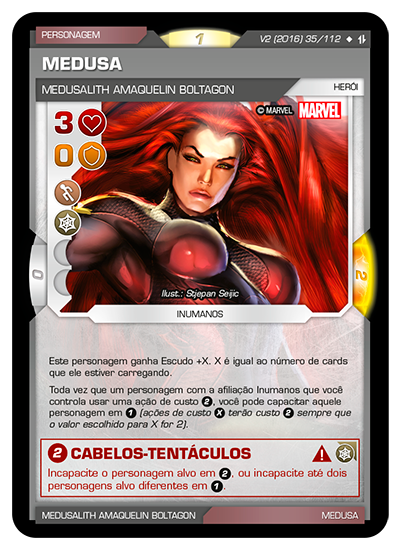 PERSONAGEM
1
V2 (2016) 35/112
MEDUSA
MEDUSALITH AMAQUELIN BOLTAGON
HERÓI
© MARVEL MARVEL
3
0
0
2
Ilust.: Stjepan Sejic
INUMANOS
Este personagem ganha Escudo +X. X é igual ao número de cards
que ele estiver carregando.
Toda vez que um personagem com a afiliação Inumanos que você
controla usar uma ação de custo 2, você pode capacitar aquele
personagem em 1 (ações de custo X terão custo 2 sempre que
o valor escolhido para X for 2).
2 CABELOS-TENTÁCULOS
Incapacite o personagem alvo em 2, ou incapacite até dois
personagens alvo diferentes em 1.
MEDUSALITH AMAQUELIN BOLTAGON
MEDUSA